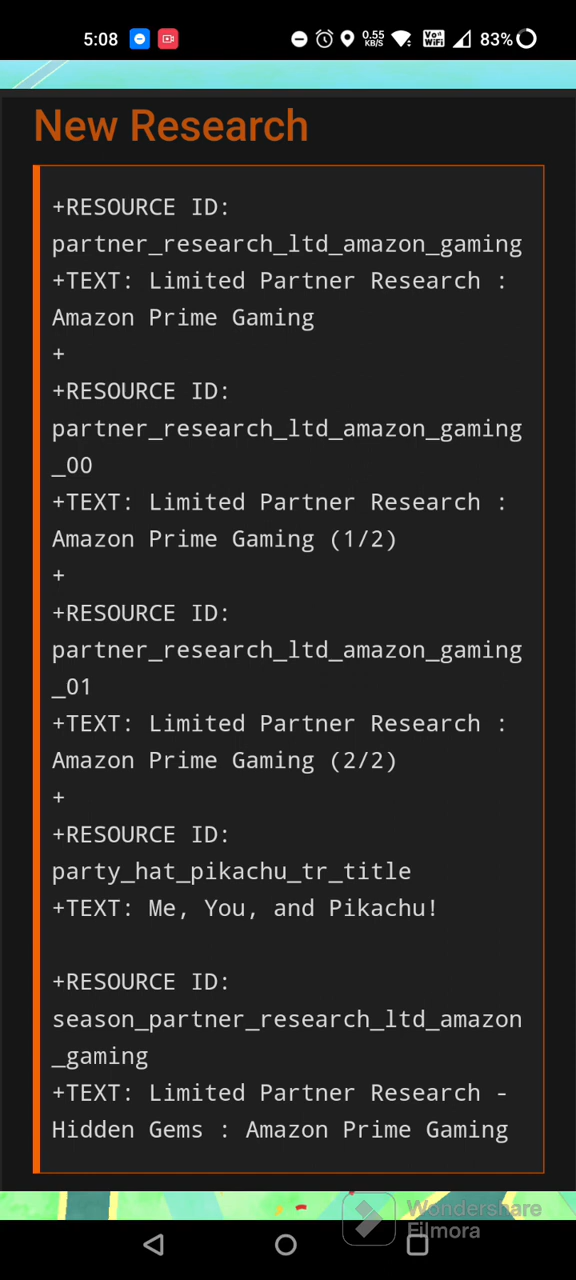 5:08 0.55 KB/S Vo WiFi 83%
New Research
+RESOURCE ID:
partner_research_ltd_amazon_gaming
+TEXT: Limited Partner Research :
Amazon Prime Gaming
+
+RESOURCE ID:
partner_research_ltd_amazon_gaming
_00
+TEXT: Limited Partner Research :
Amazon Prime Gaming (1/2)
+
+RESOURCE ID:
partner_research_ltd_amazon_gaming
_01
+TEXT: Limited Partner Research :
Amazon Prime Gaming (2/2)
+
+RESOURCE ID:
party_hat_pikachu_tr_title
+TEXT: Me, You, and Pikachu!
+RESOURCE ID:
season_partner_research_ltd_amazon
_gaming
+TEXT: Limited Partner Research -
Hidden Gems : Amazon Prime Gaming
Wondershare
Filmora